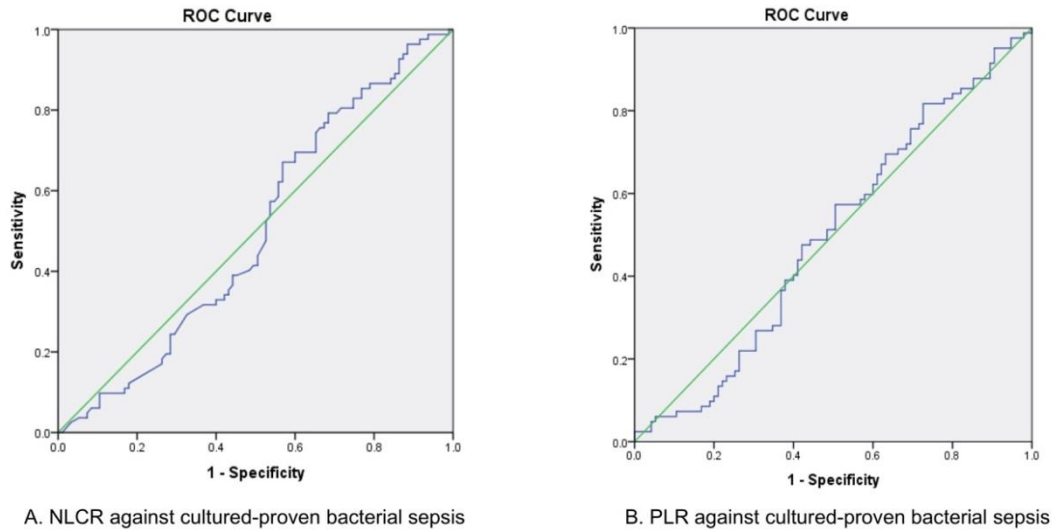 ROC Curve
1.0
0.8
0.6
0.4
0.2
0.0
Sensitivity
0.0 0.2 0.4 0.6 0.8 1.0
1 - Specificity
A. NLCR against cultured-proven bacterial sepsis
ROC Curve
1.0
0.8
0.6
0.4
0.2
0.0
Sensitivity
0.0 0.2 0.4 0.6 0.8 1.0
1 - Specificity
B. PLR against cultured-proven bacterial sepsis